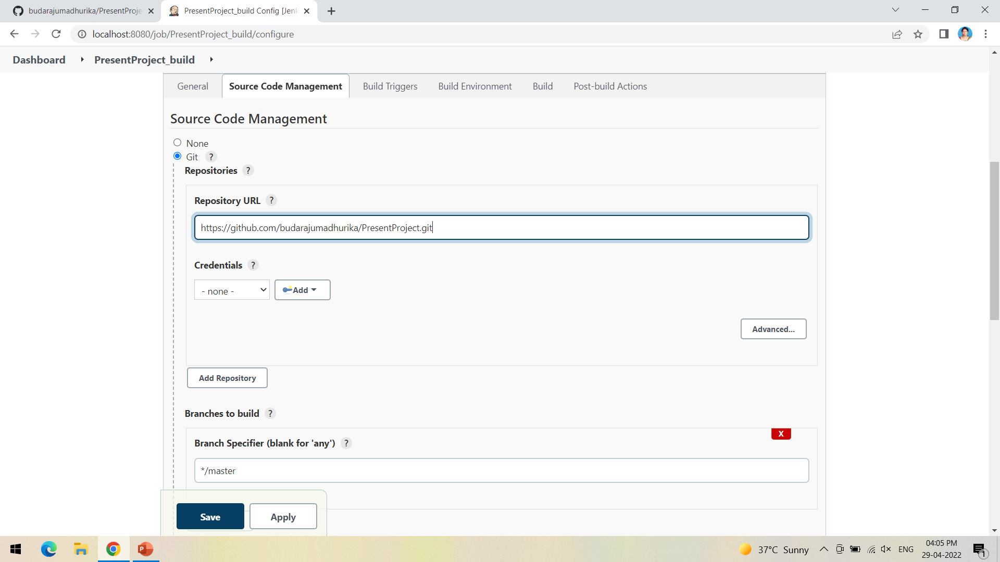 budarajumadhurika/PresentProje
PresentProject_build Config [Jenk
localhost:8080/job/PresentProject_build/configure
Dashboard
PresentProject_build
General
Source Code Management
Build Triggers
Build Environment
Build
Post-build Actions
Source Code Management
None
Git ?
Repositories ?
Repository URL ?
https://github.com/budarajumadhurika/PresentProject.git
Credentials ?
- none -
Add
Advanced...
Add Repository
Branches to build ?
X
Branch Specifier (blank for 'any') ?
*/master
Save
Apply
P
37°C Sunny
ENG
04:05 PM
29-04-2022
1